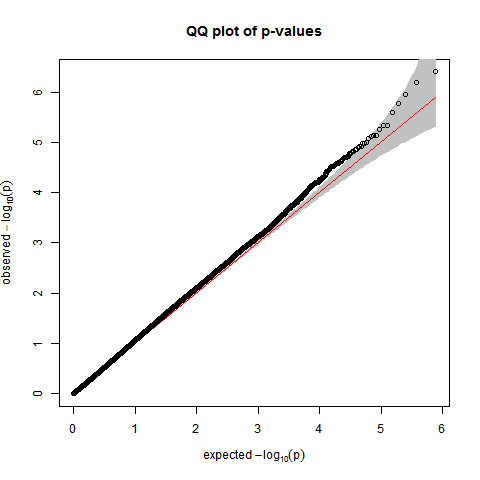 QQ plot of p-values
observed −log₁₀(p)
6
5
4
3
2
1
0
0 1 2 3 4 5 6
expected −log₁₀(p)